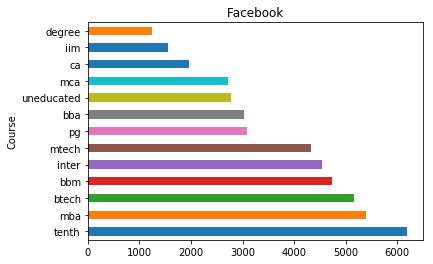 Facebook
degree
iim
ca
mca
uneducated
bba
pg
mtech
inter
bbm
btech
mba
tenth
Course
0 1000 2000 3000 4000 5000 6000